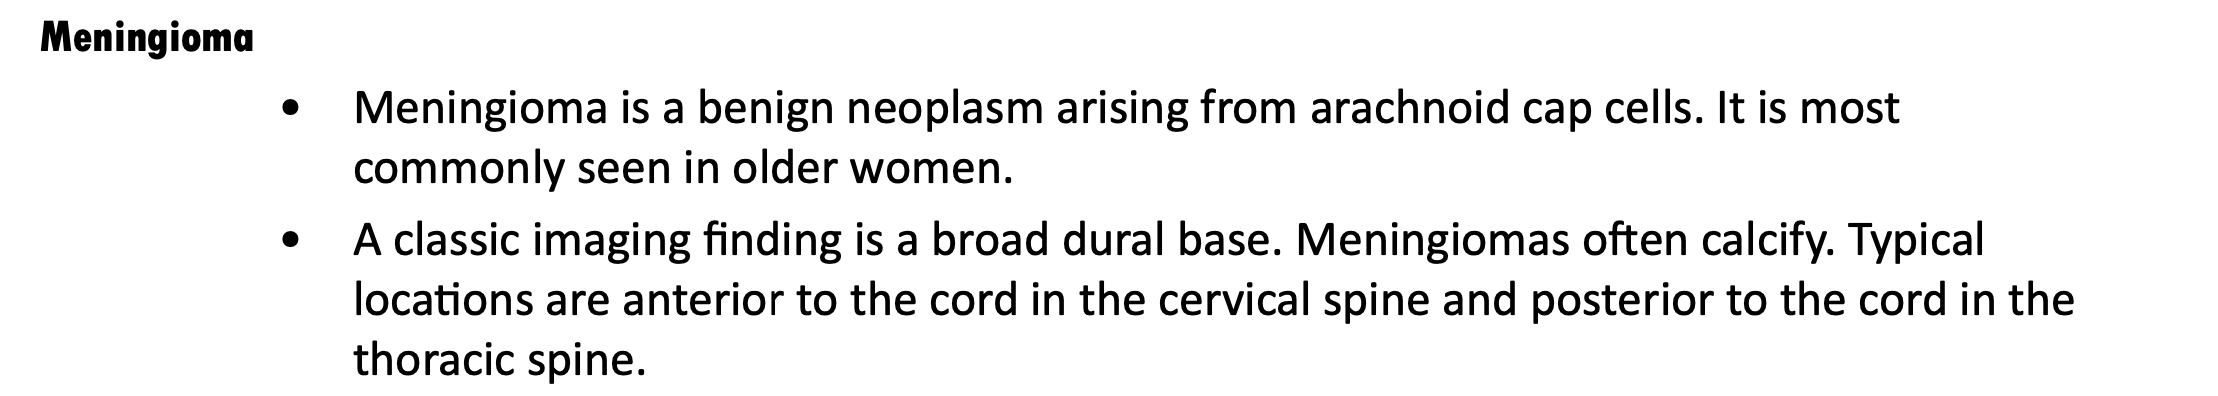 Meningioma
• Meningioma is a benign neoplasm arising from arachnoid cap cells. It is most
commonly seen in older women.
• A classic imaging finding is a broad dural base. Meningiomas often calcify. Typical
locations are anterior to the cord in the cervical spine and posterior to the cord in the
thoracic spine.